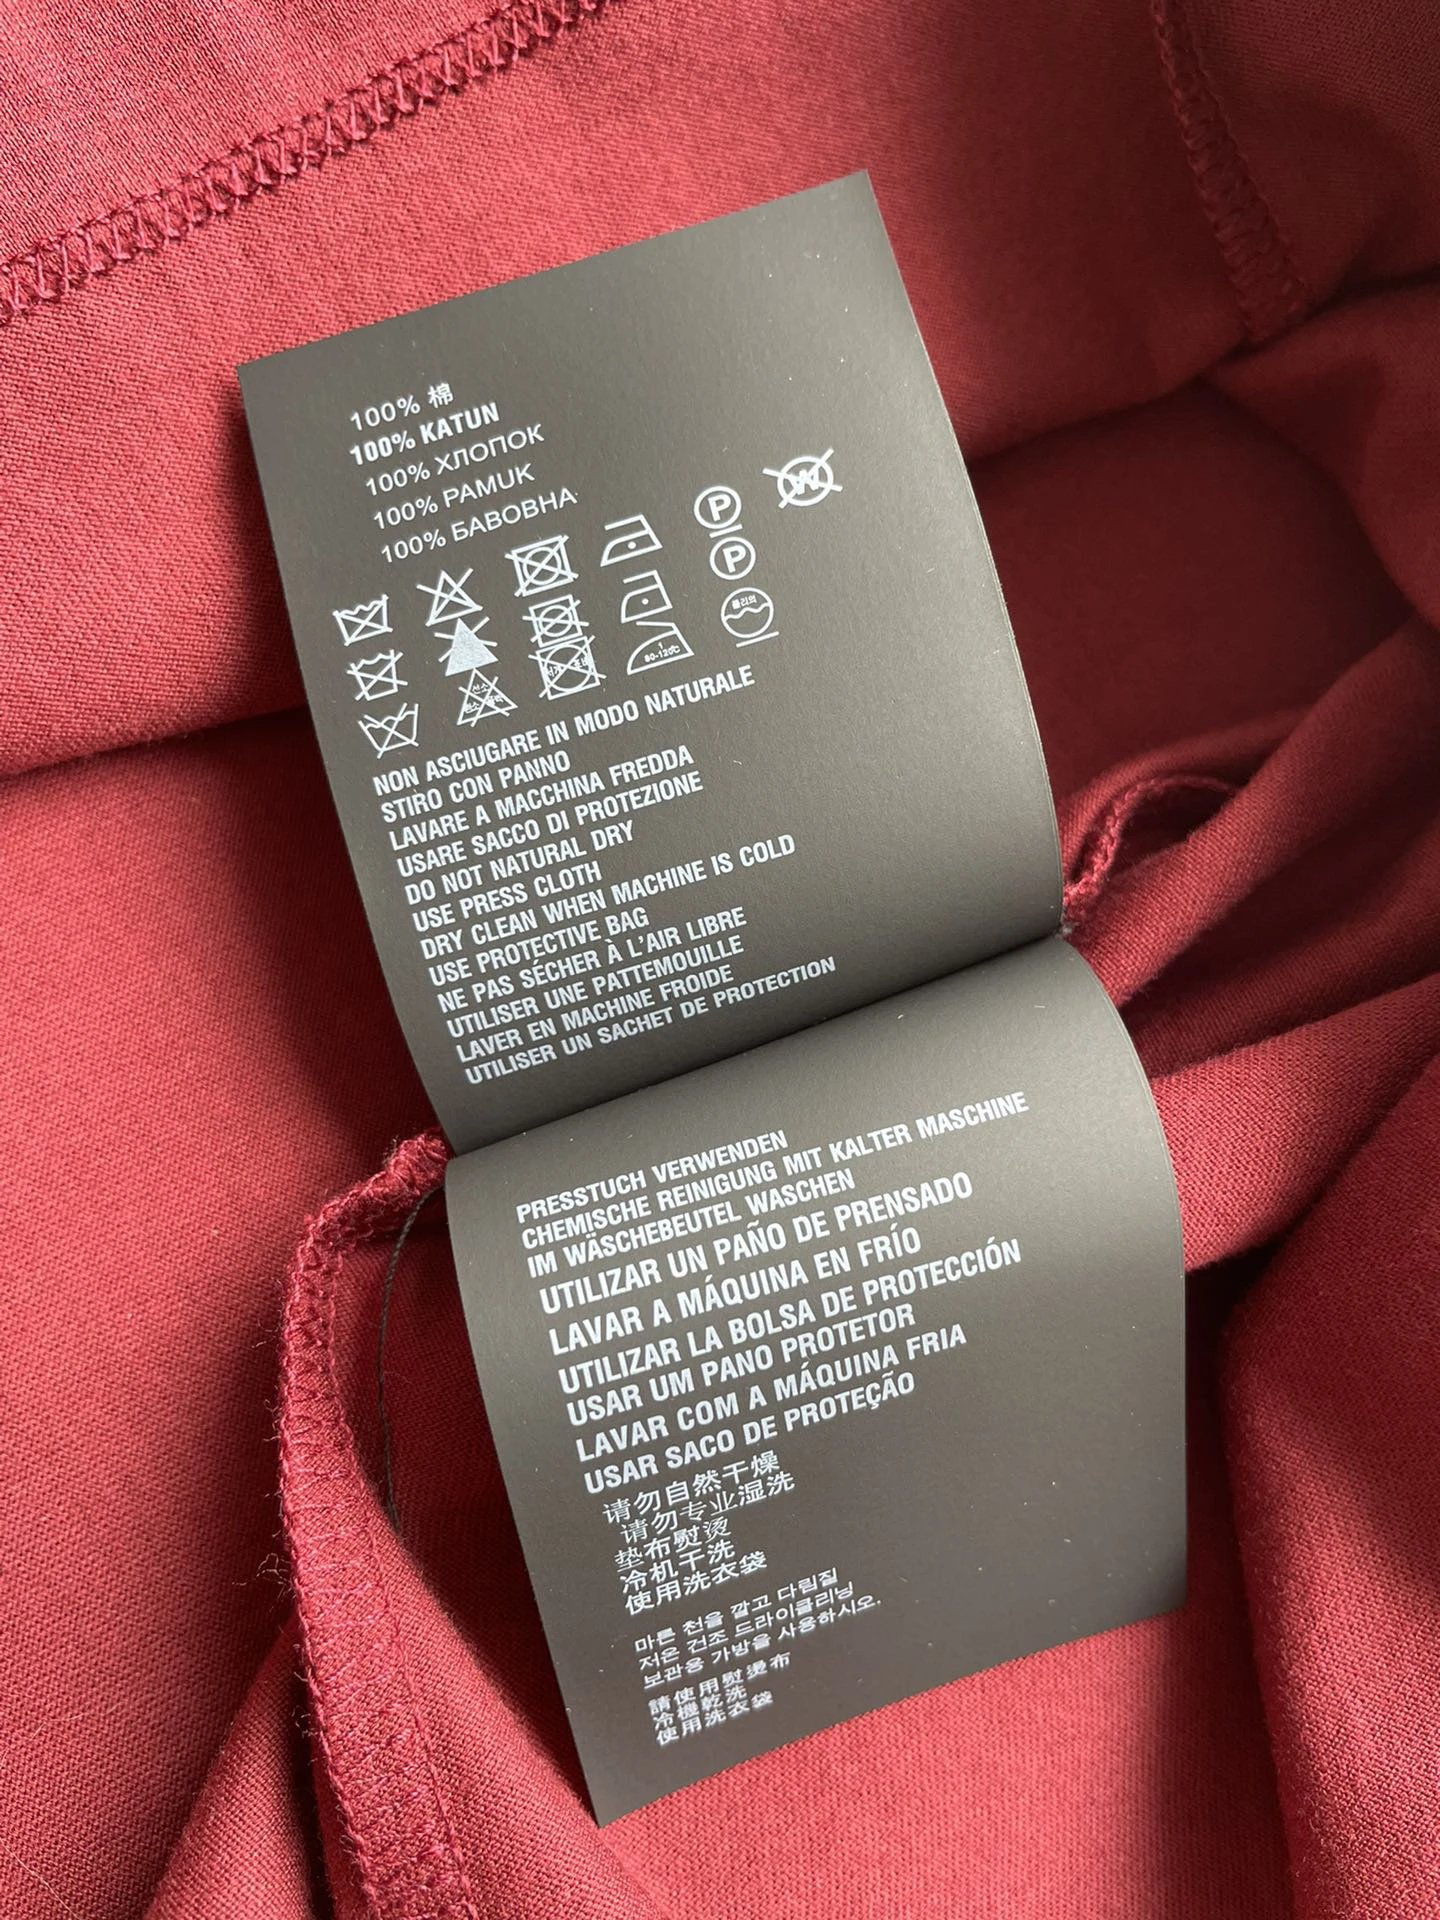 100% 棉
100% KATUN
100% ХЛОПОК
100% PAMUK
100% БАВОВНА
W
P
P
드라이
1
80-120℃
NON ASCIUGARE IN MODO NATURALE
STIRO CON PANNO
LAVARE A MACCHINA FREDDA
USARE SACCO DI PROTEZIONE
DO NOT NATURAL DRY
USE PRESS CLOTH
DRY CLEAN WHEN MACHINE IS COLD
USE PROTECTIVE BAG
NE PAS SÉCHER À L'AIR LIBRE
UTILISER UNE PATTEMOUILLE
LAVER EN MACHINE FROIDE
UTILISER UN SACHET DE PROTECTION
PRESSTUCH VERWENDEN
CHEMISCHE REINIGUNG MIT KALTER MASCHINE
IM WÄSCHEBEUTEL WASCHEN
UTILIZAR UN PAÑO DE PRENSADO
LAVAR A MÁQUINA EN FRÍO
UTILIZAR LA BOLSA DE PROTECCIÓN
USAR UM PANO PROTETOR
LAVAR COM A MÁQUINA FRIA
USAR SACO DE PROTEÇÃO
请勿自然干燥
请勿专业湿洗
垫布熨烫
冷机干洗
使用洗衣袋
마른 천을 깔고 다림질
저온 건조 드라이클리닝
보관용 가방을 사용하시오.
請使用熨燙布
冷機乾洗
使用洗衣袋